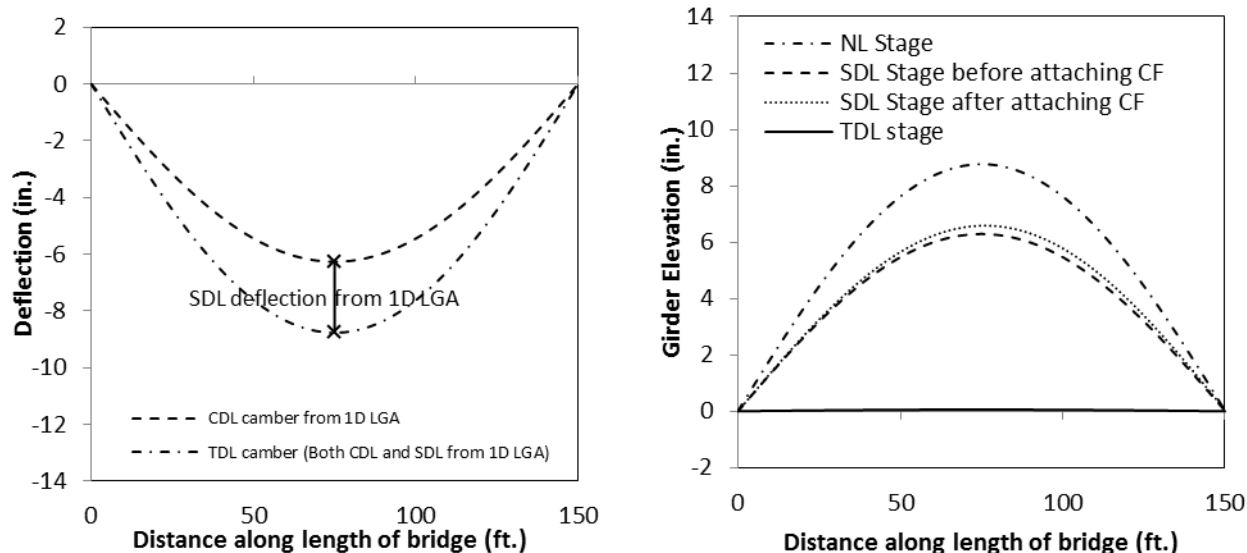 2
0
-2
-4
-6
-8
-10
-12
-14
Deflection (in.)
SDL deflection from 1D LGA
CDL camber from 1D LGA
TDL camber (Both CDL and SDL from 1D LGA)
0
50
100
150
Distance along length of bridge (ft.)
14
12
10
8
6
4
2
0
-2
Girder Elevation (in.)
NL Stage
SDL Stage before attaching CF
SDL Stage after attaching CF
TDL stage
0
50
100
150
Distance along length of bridge (ft.)